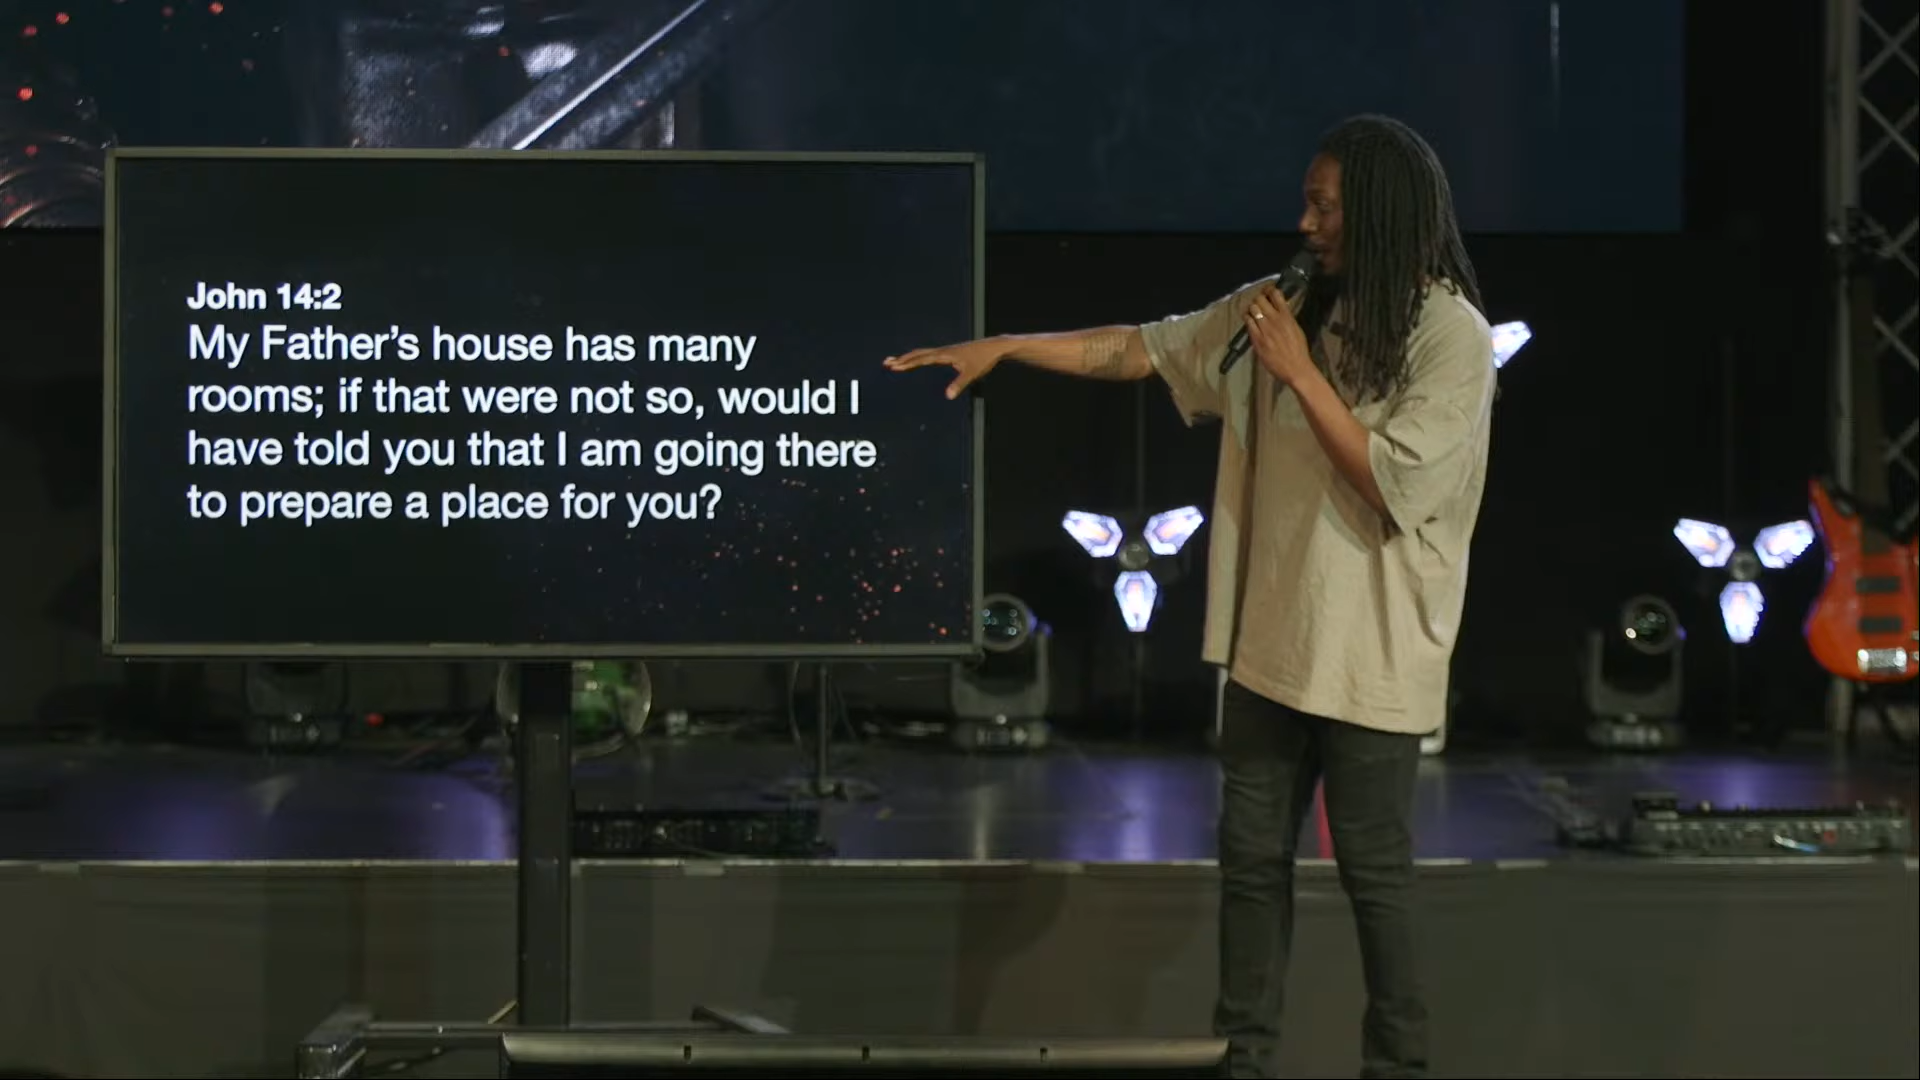 John 14:2
My Father’s house has many
rooms; if that were not so, would I
have told you that I am going there
to prepare a place for you?